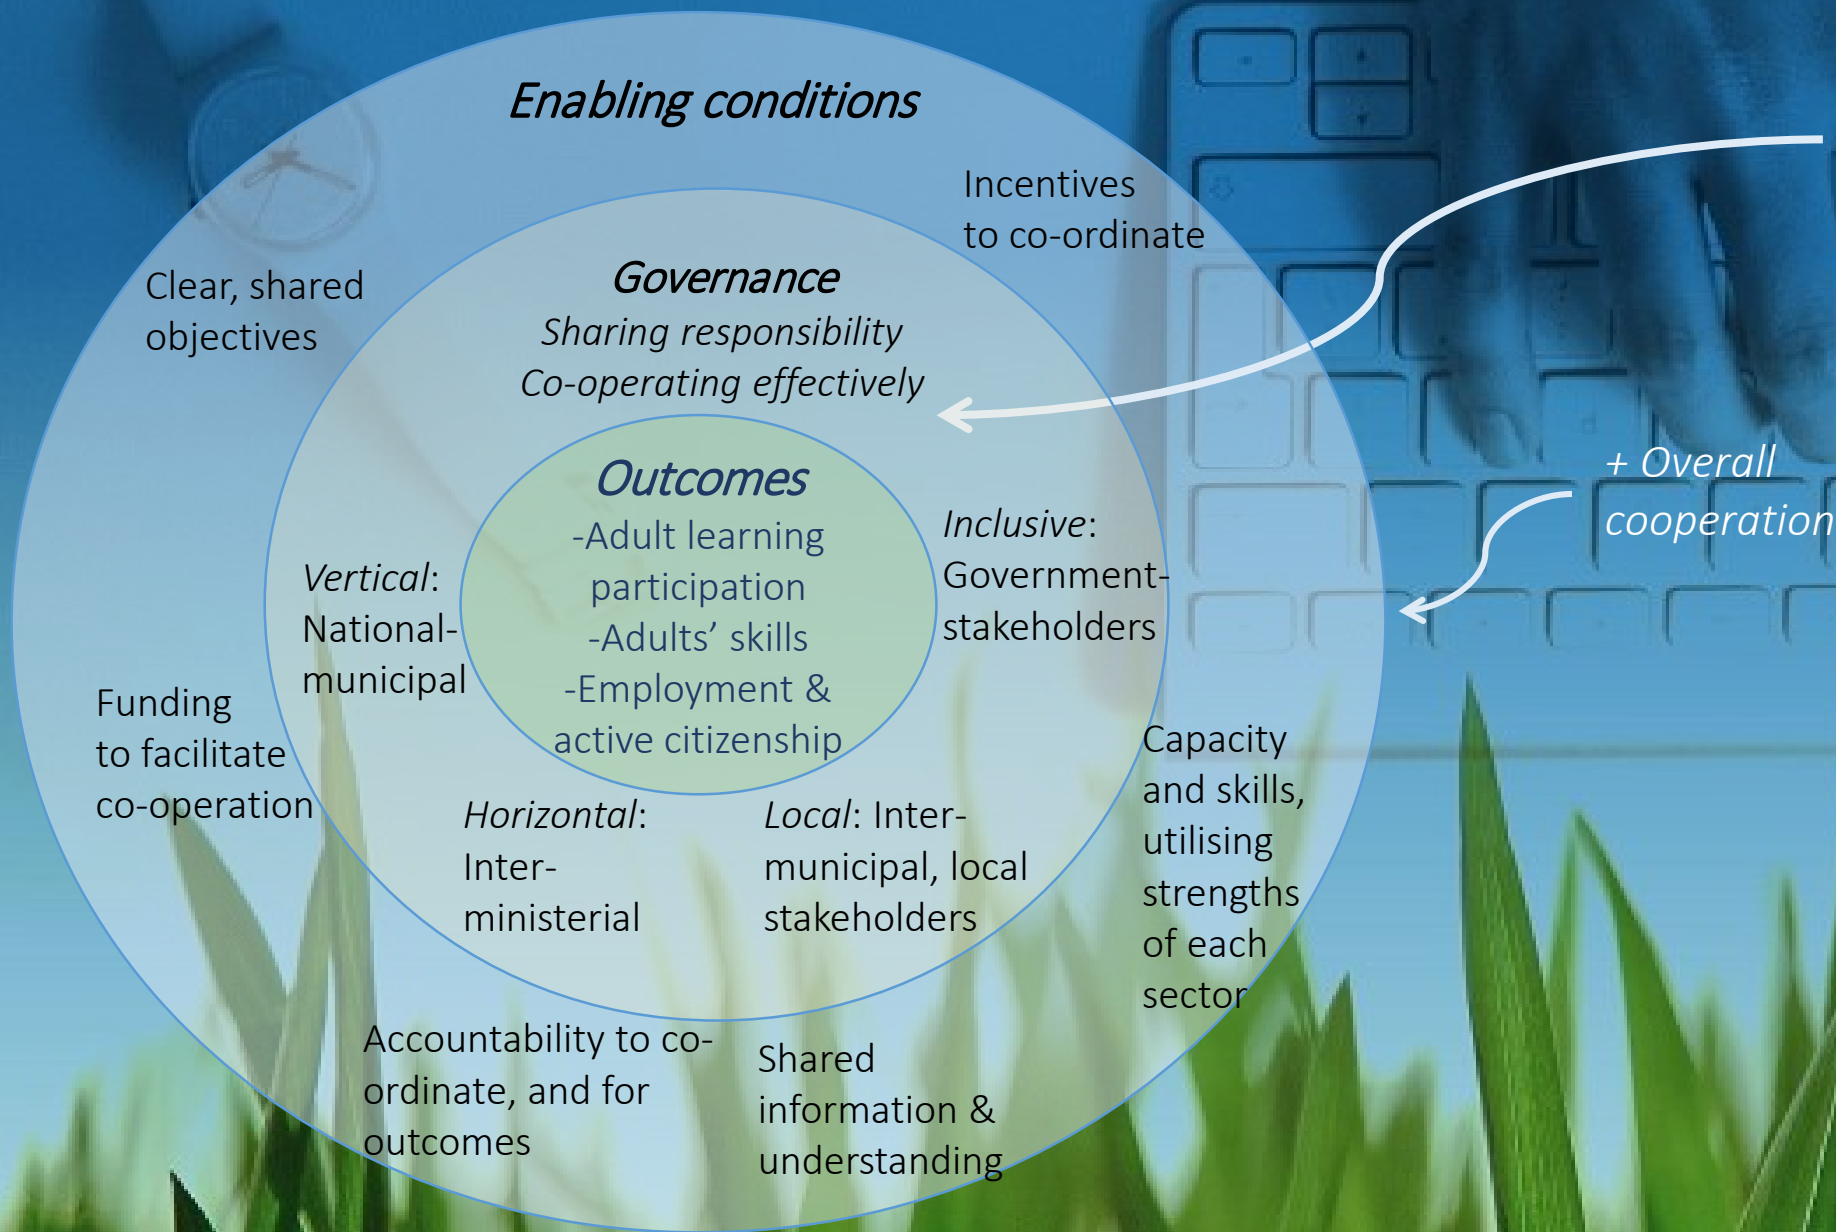 Enabling conditions
Incentives
to co-ordinate
Clear, shared
objectives
Governance
Sharing responsibility
Co-operating effectively
Outcomes
-Adult learning
participation
-Adults’ skills
-Employment &
active citizenship
+ Overall
cooperation
Inclusive:
Government-
stakeholders
Vertical:
National-
municipal
Funding
to facilitate
co-operation
Horizontal:
Inter-
ministerial
Local: Inter-
municipal, local
stakeholders
Capacity
and skills,
utilising
strengths
of each
sector
Accountability to co-
ordinate, and for
outcomes
Shared
information &
understanding